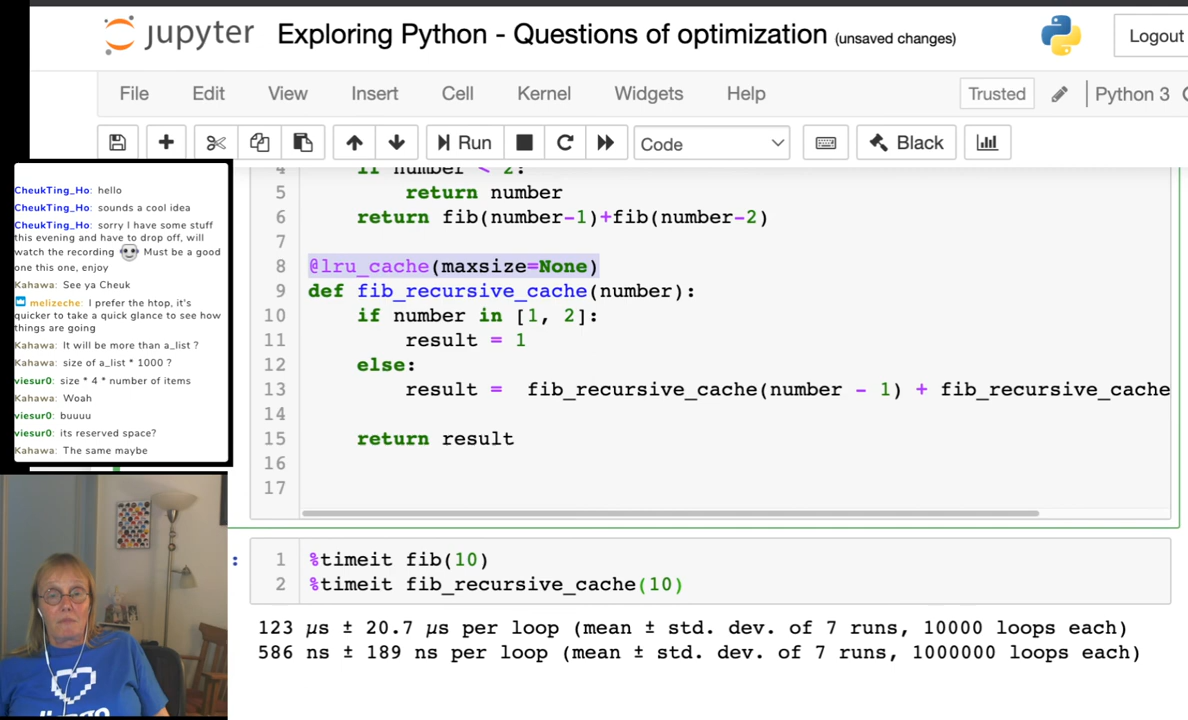 jupyter Exploring Python - Questions of optimization (unsaved changes)
Logout
File Edit View Insert Cell Kernel Widgets Help
Trusted
Python 3
Run
Code
Black
4 if number < 2:
5 return number
6 return fib(number-1)+fib(number-2)
7
8 @lru_cache(maxsize=None)
9 def fib_recursive_cache(number):
10 if number in [1, 2]:
11 result = 1
12 else:
13 result =  fib_recursive_cache(number - 1) + fib_recursive_cache
14
15 return result
16
17
: 1 %timeit fib(10)
2 %timeit fib_recursive_cache(10)
123 µs ± 20.7 µs per loop (mean ± std. dev. of 7 runs, 10000 loops each)
586 ns ± 189 ns per loop (mean ± std. dev. of 7 runs, 1000000 loops each)
CheukTing_Ho: hello
CheukTing_Ho: sounds a cool idea
CheukTing_Ho: sorry I have some stuff
this evening and have to drop off, will
watch the recording Must be a good
one this one, enjoy
Kahawa: See ya Cheuk
melizeche: I prefer the htop, it's
quicker to take a quick glance to see how
things are going
Kahawa: It will be more than a_list ?
Kahawa: size of a_list * 1000 ?
viesur0: size * 4 * number of items
Kahawa: Woah
viesur0: buuuu
viesur0: its reserved space?
Kahawa: The same maybe